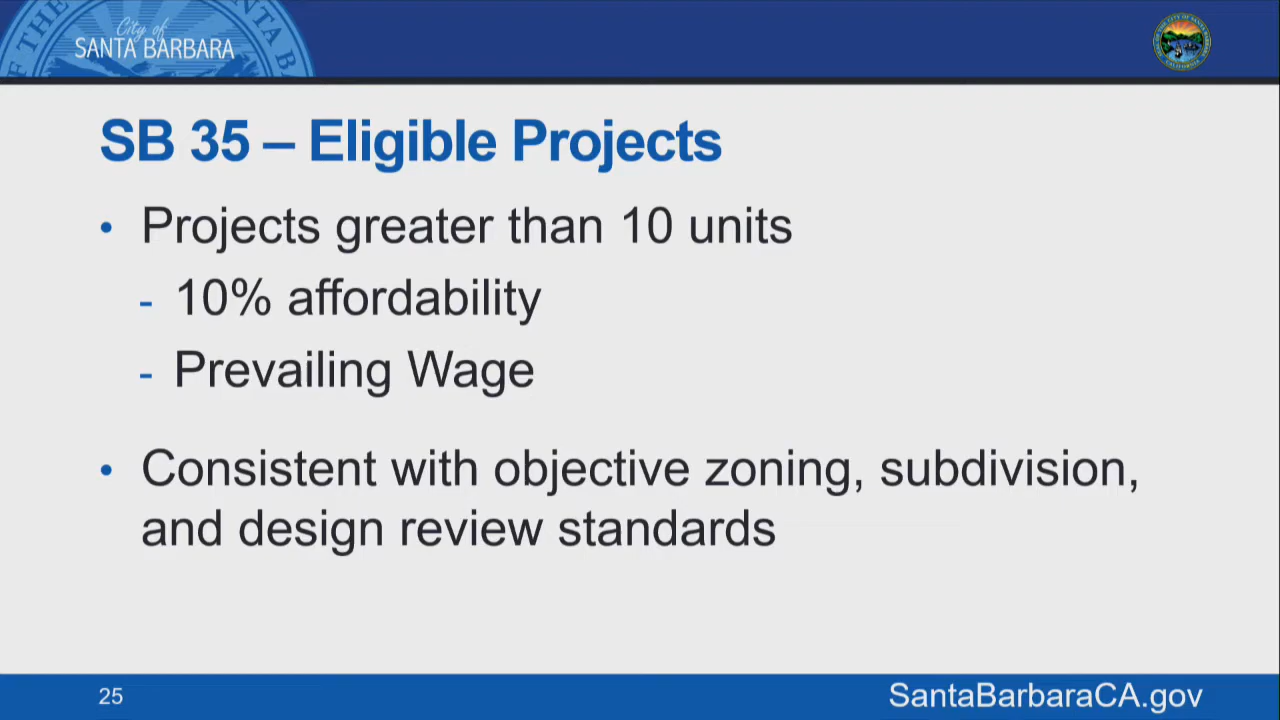 City of
SANTA BARBARA
SB 35 – Eligible Projects
• Projects greater than 10 units
- 10% affordability
- Prevailing Wage
• Consistent with objective zoning, subdivision,
and design review standards
25
SantaBarbaraCA.gov